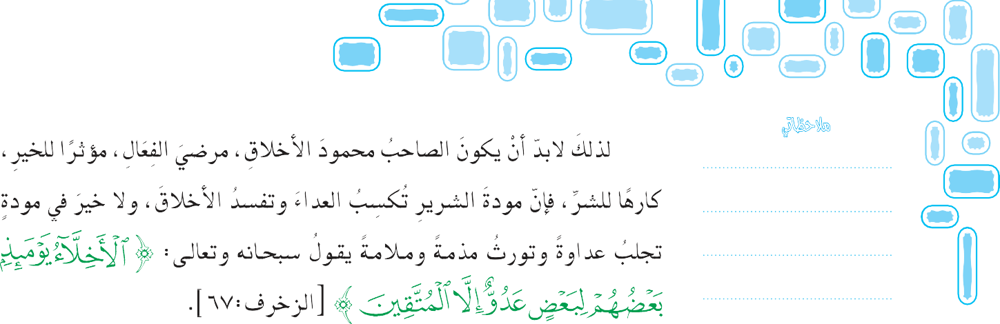 ملاحظاتي
لذلكَ لابدّ أنْ يكونَ الصاحبُ محمودَ الأخلاقِ، مرضيَ الفِعَالِ، مؤثرًا للخيرِ،
كارهًا للشرِّ، فإنّ مودةَ الشريرِ تُكسِبُ العداءَ وتفسدُ الأخلاقَ، ولا خيرَ في مودةٍ
تجلبُ عداوةً وتورثُ مذمةً وملامةً يقولُ سبحانه وتعالى: ﴿ ٱلْأَخِلَّآءُ يَوْمَئِذٍ
بَعْضُهُمْ لِبَعْضٍ عَدُوٌّ إِلَّا ٱلْمُتَّقِينَ ﴾ [الزخرف:٦٧].